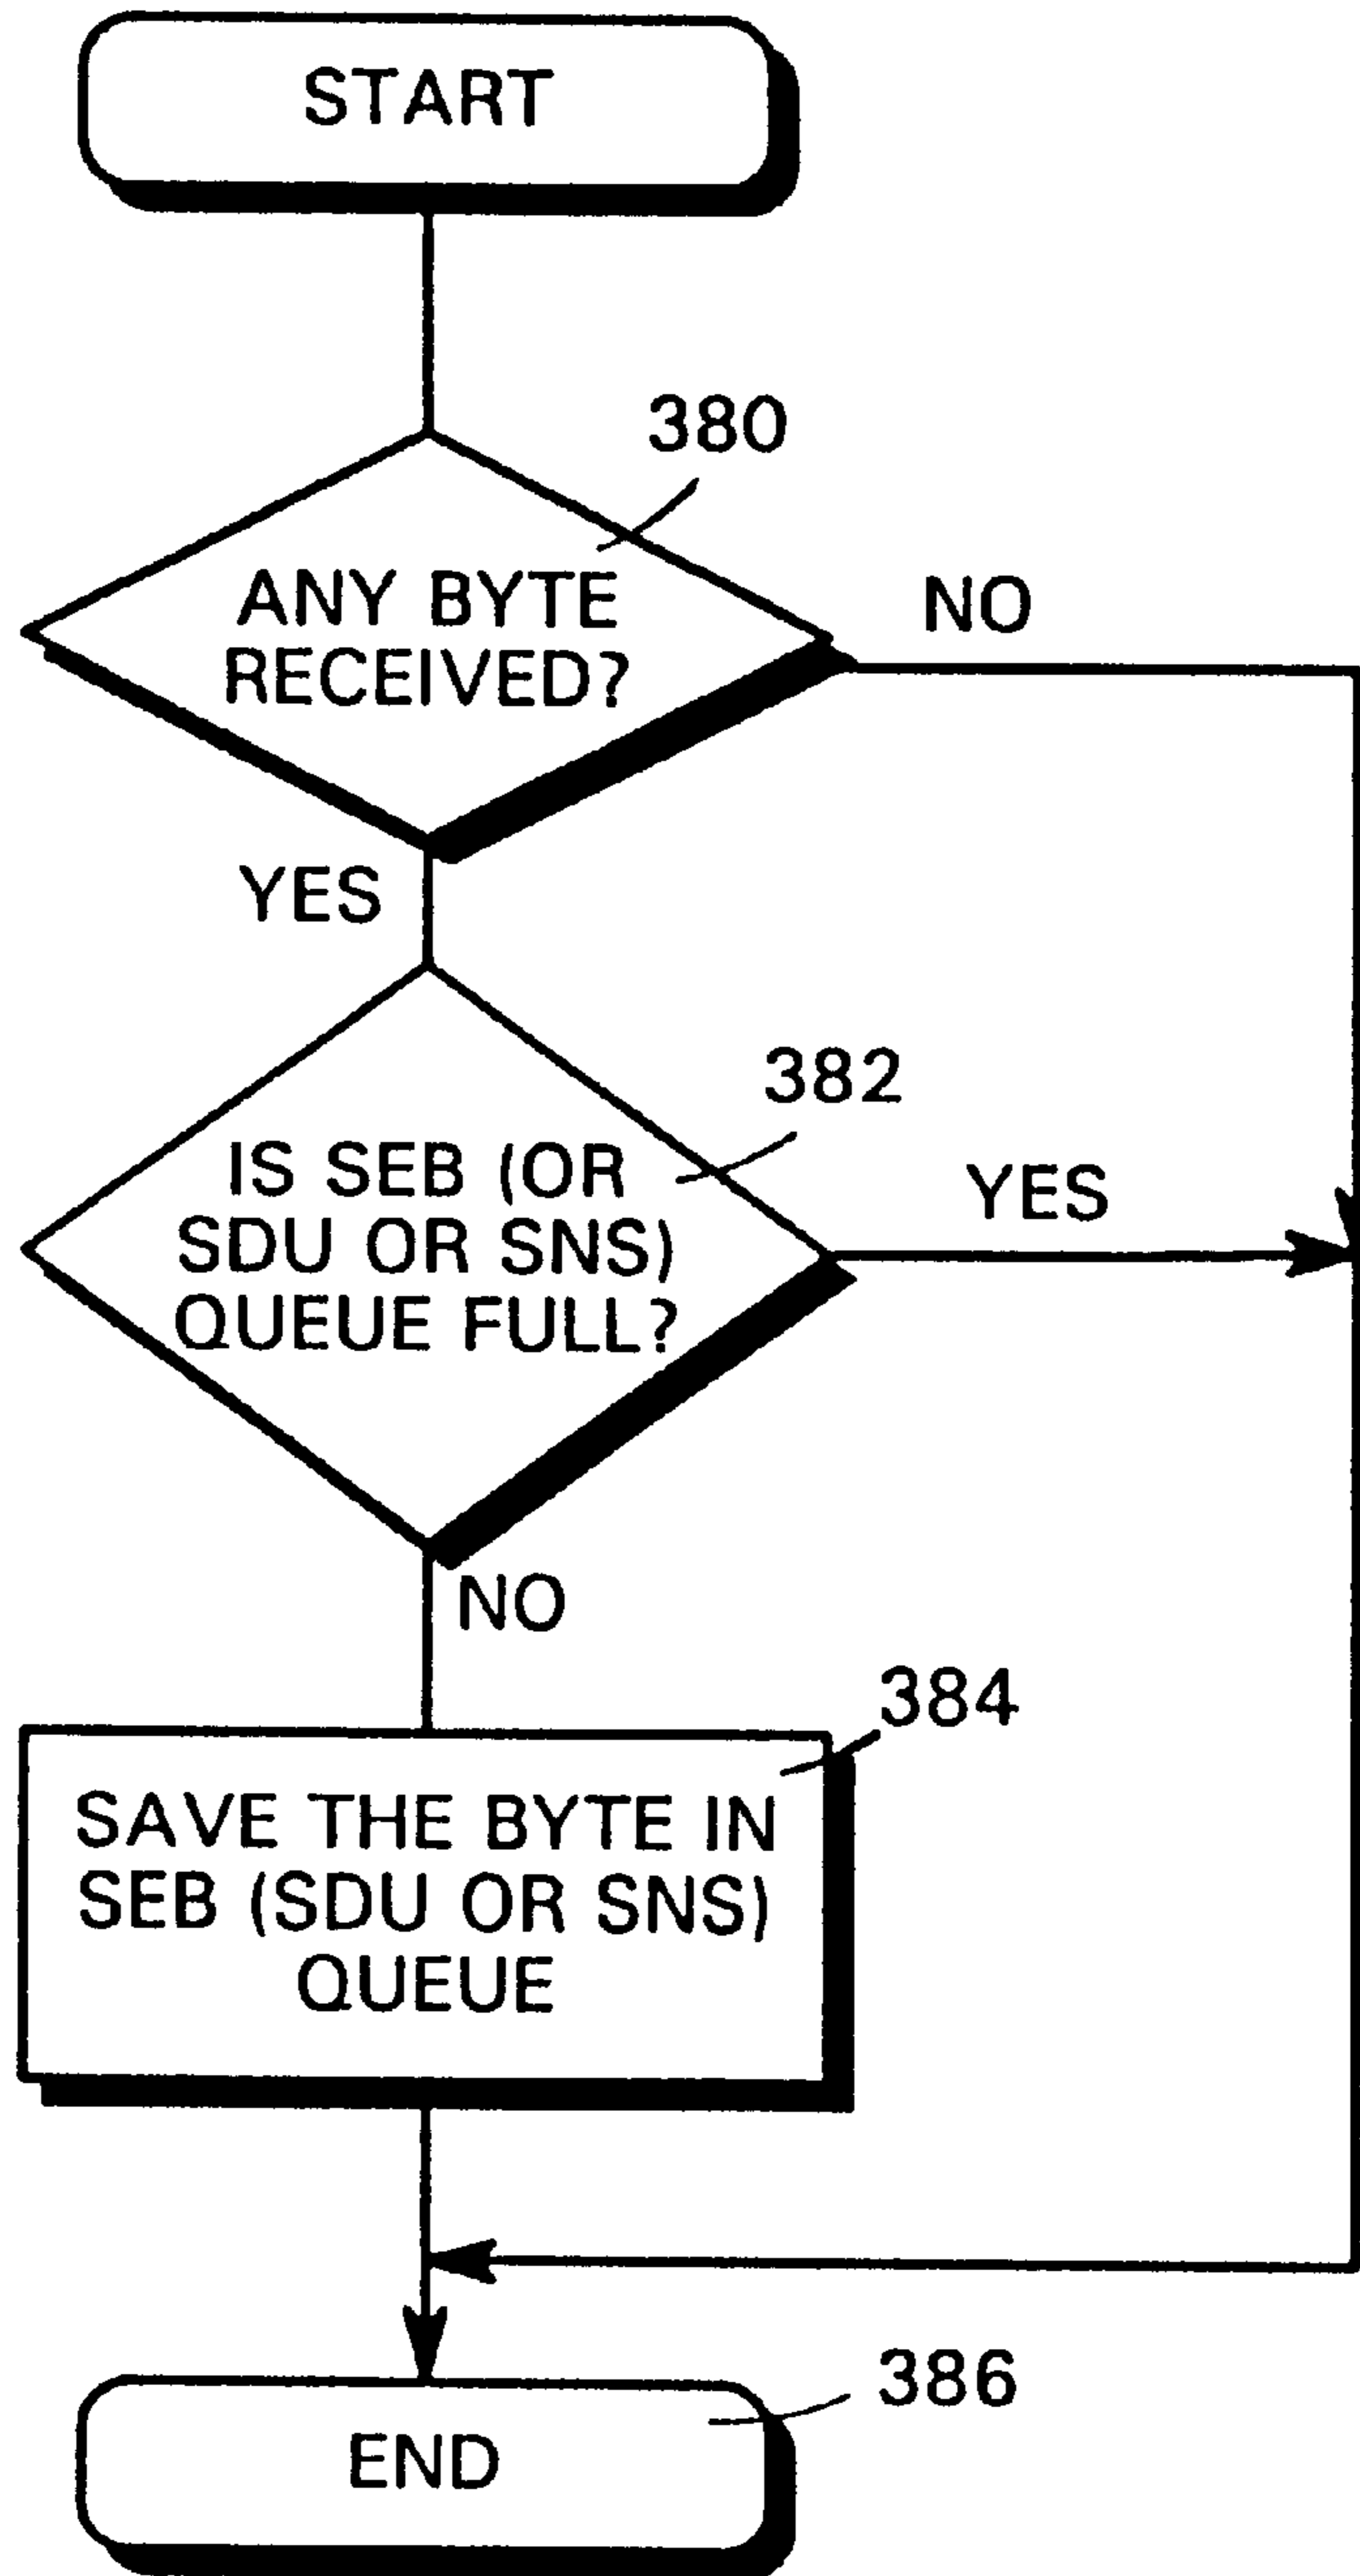 START
380
ANY BYTE
RECEIVED?
NO
YES
382
IS SEB (OR
SDU OR SNS)
QUEUE FULL?
YES
NO
384
SAVE THE BYTE IN
SEB (SDU OR SNS)
QUEUE
386
END